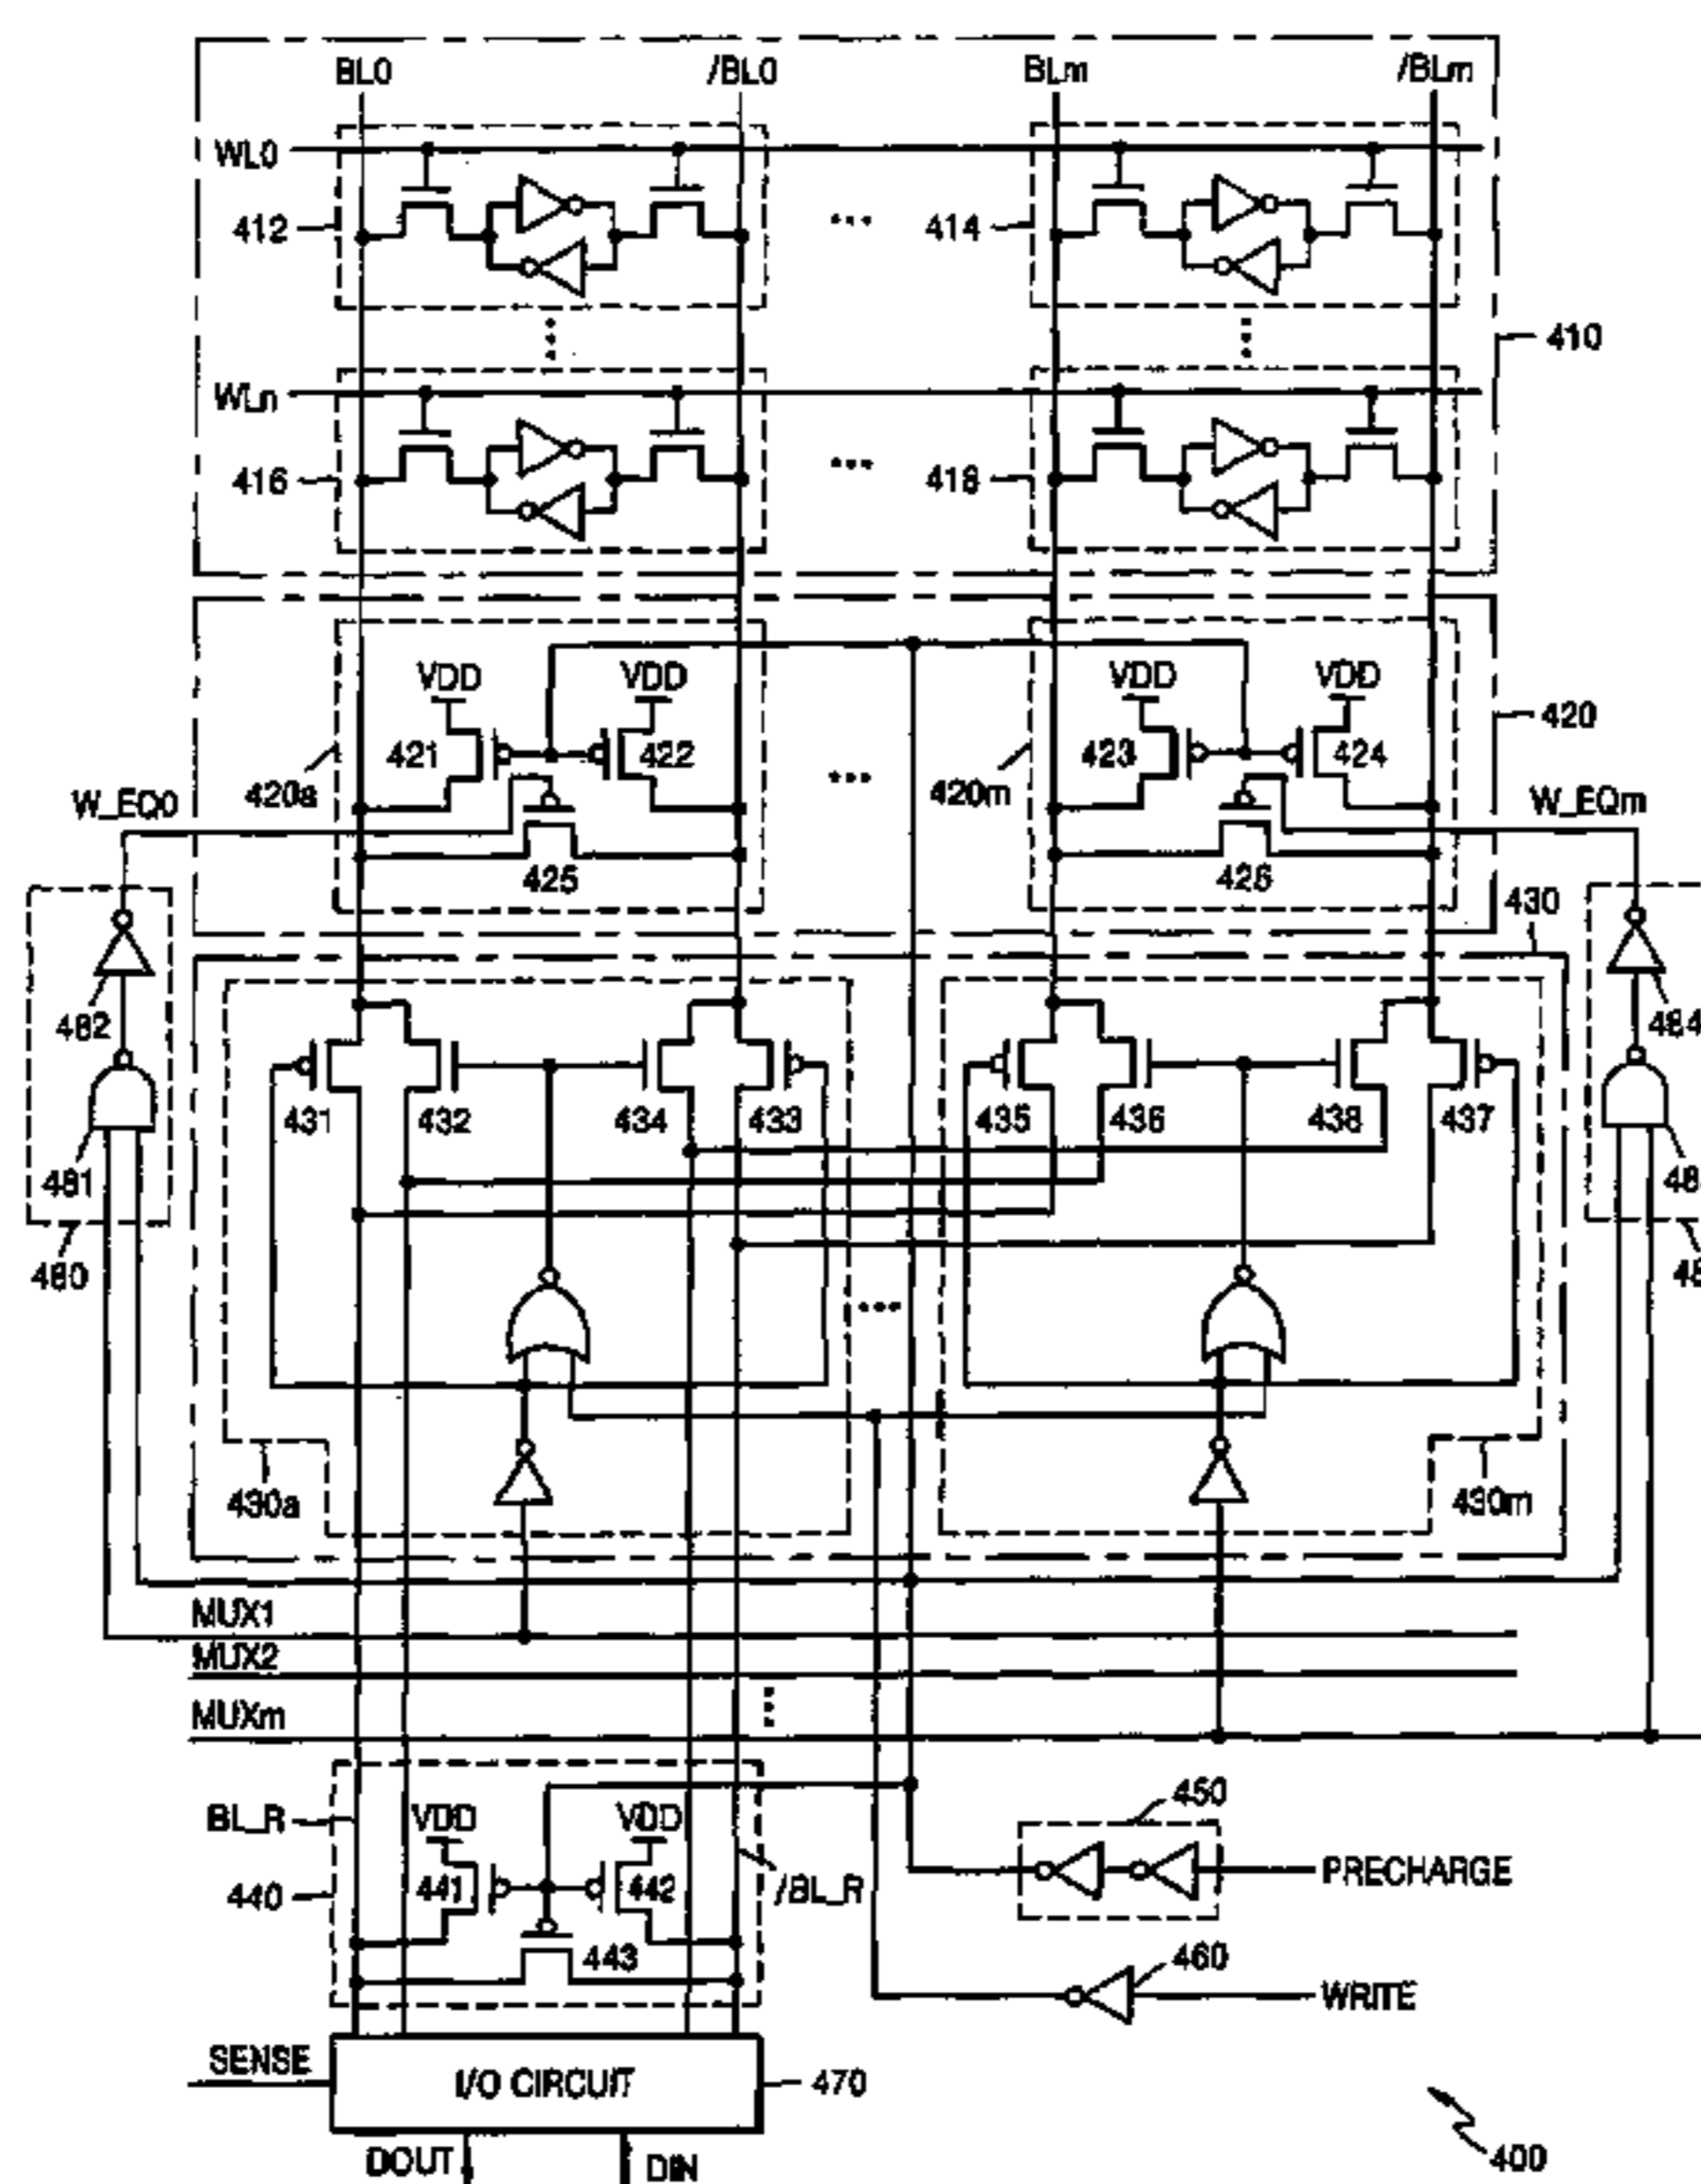 BL0 /BL0 BLm /BLm
WL0
412 414
410
WLn
416 418
VDD VDD VDD VDD
420
421 422 423 424
420a 420m
W_EQ0 W_EQm
425 426
430
482 484
431 432 434 433 435 436 438 437
481
480
430a 430m
MUX1
MUX2
MUXm
450
BL_R VDD VDD
PRECHARGE
440 441 442 /BL_R
443 460
WRITE
SENSE
I/O CIRCUIT 470
DOUT DIN
400